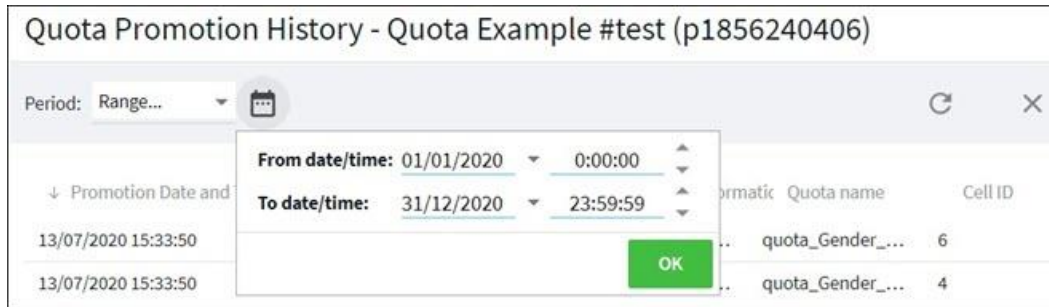 Quota Promotion History - Quota Example #test (p1856240406)
Period: Range...
From date/time: 01/01/2020 0:00:00
To date/time: 31/12/2020 23:59:59
OK
↓ Promotion Date and Quota name Cell ID
13/07/2020 15:33:50 .. quota_Gender_... 6
13/07/2020 15:33:50 .. quota_Gender_... 4